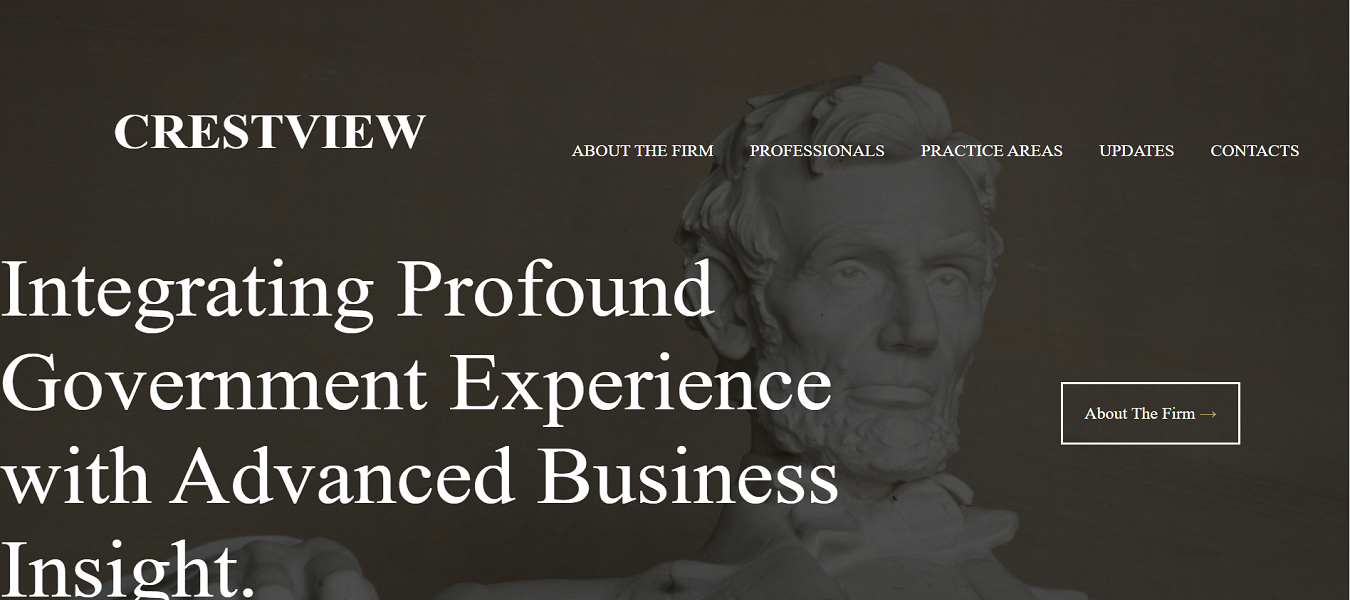 CRESTVIEW
ABOUT THE FIRM PROFESSIONALS PRACTICE AREAS UPDATES CONTACTS
Integrating Profound
Government Experience
with Advanced Business
Insight.
About The Firm →